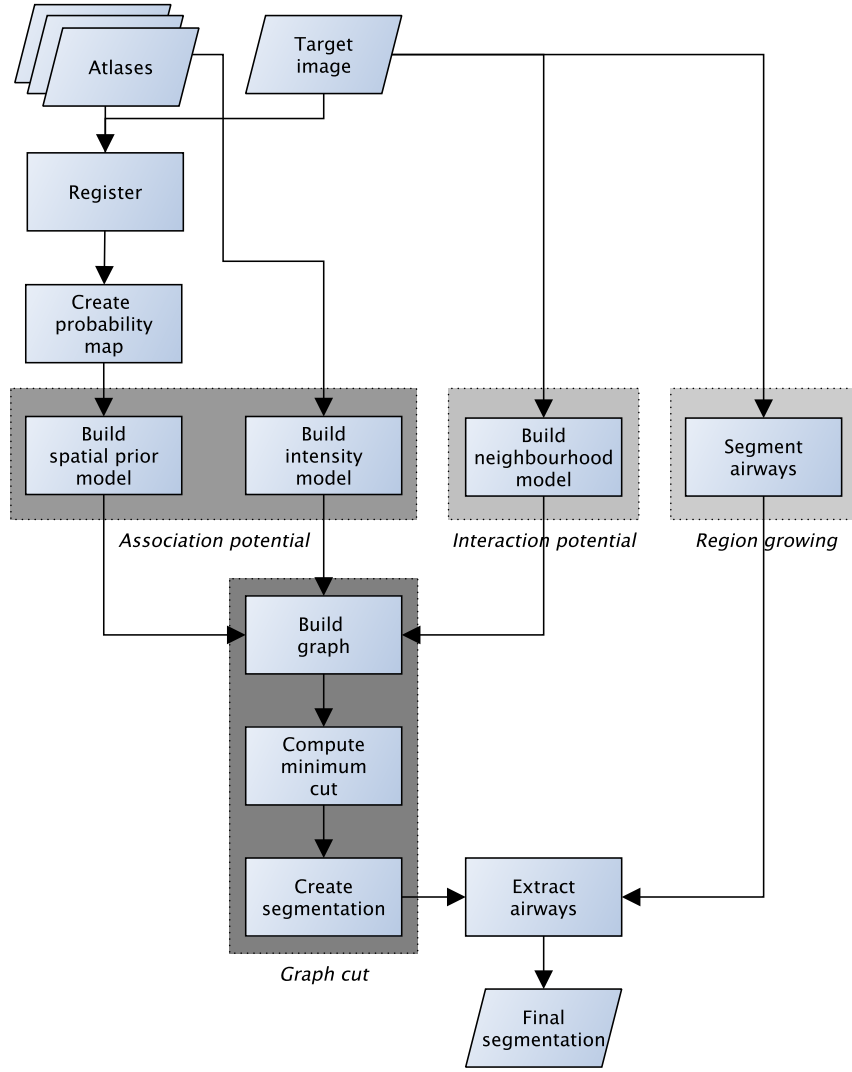 Atlases
Target
image
Register
Create
probability
map
Build
spatial prior
model
Build
intensity
model
Build
neighbourhood
model
Segment
airways
Association potential
Interaction potential
Region growing
Build
graph
Compute
minimum
cut
Create
segmentation
Extract
airways
Graph cut
Final
segmentation